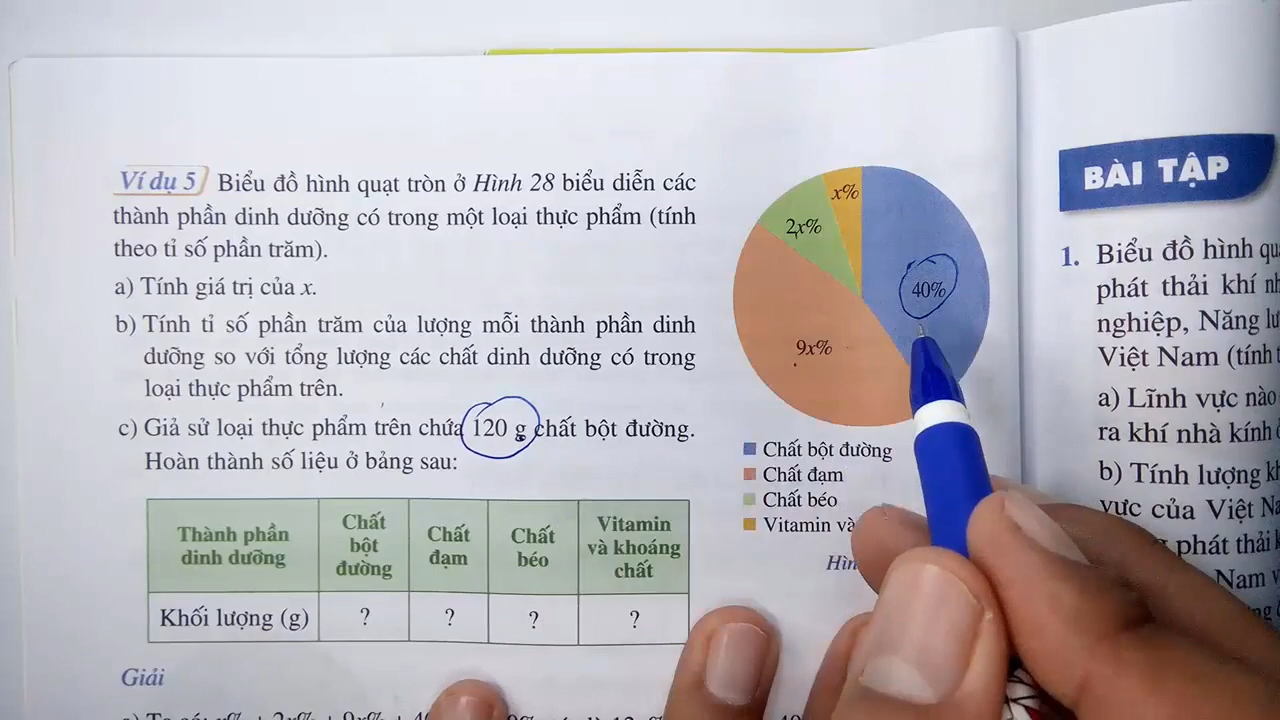 Ví dụ 5 Biểu đồ hình quạt tròn ở Hình 28 biểu diễn các
thành phần dinh dưỡng có trong một loại thực phẩm (tính
theo tỉ số phần trăm).
a) Tính giá trị của x.
b) Tính tỉ số phần trăm của lượng mỗi thành phần dinh
dưỡng so với tổng lượng các chất dinh dưỡng có trong
loại thực phẩm trên.
c) Giả sử loại thực phẩm trên chứa 120 g chất bột đường.
Hoàn thành số liệu ở bảng sau:
Thành phần
dinh dưỡng
Chất
bột
đường
Chất
đạm
Chất
béo
Vitamin
và khoáng
chất
Khối lượng (g) ? ? ? ?
Giải
x%
2x%
40%
9x%
Chất bột đường
Chất đạm
Chất béo
Vitamin và
BÀI TẬP
1. Biểu đồ hình
phát thải khí
nghiệp, Năng
Việt Nam (tính
a) Lĩnh vực nào
ra khí nhà kính
b) Tính lượng
vực của Việt
phát thải
Nam